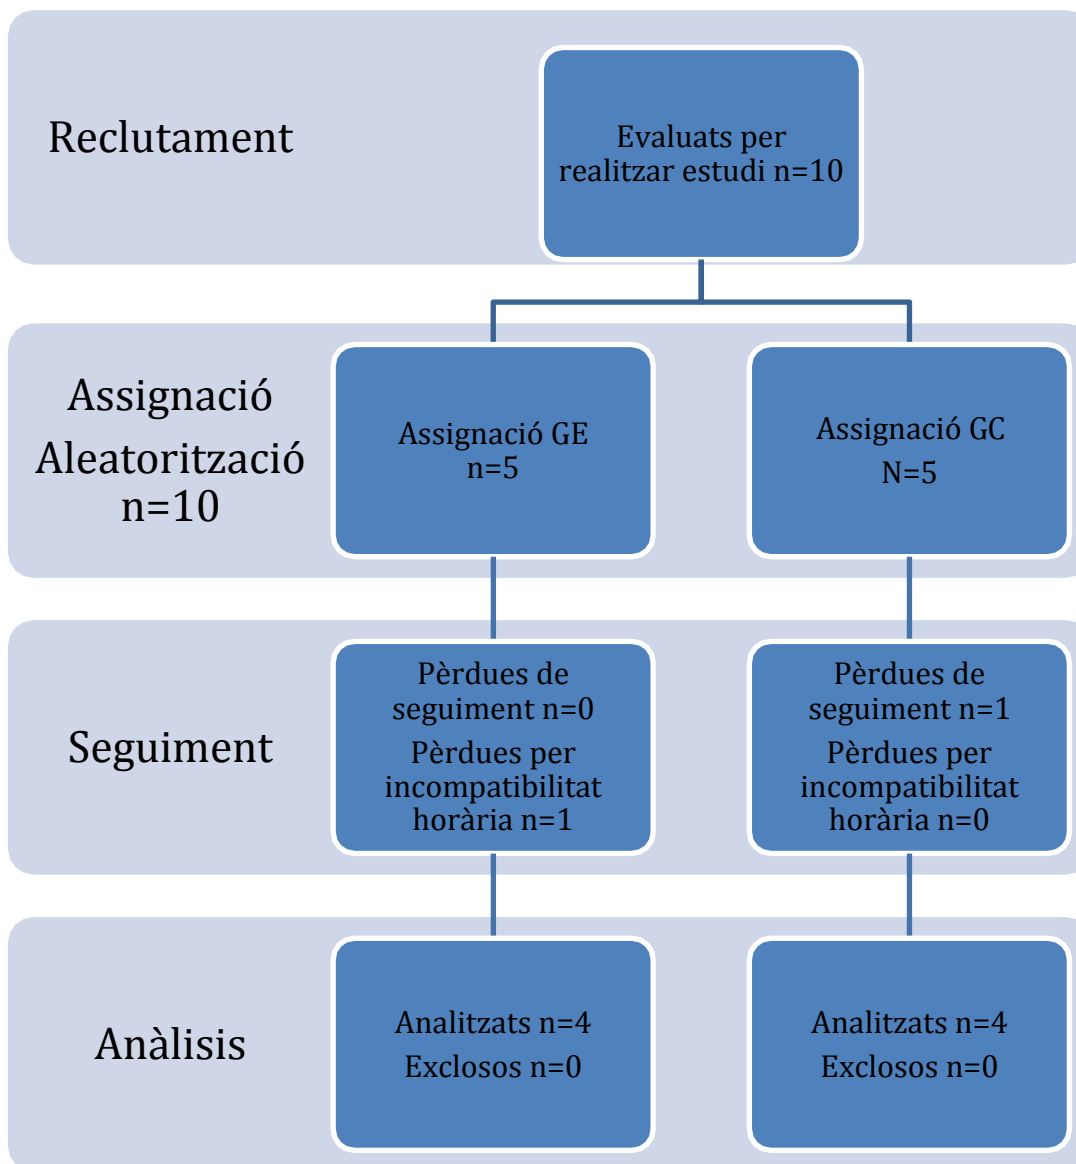 Reclutament
Evaluats per
realitzar estudi n=10
Assignació
Aleatorització
n=10
Assignació GE
n=5
Assignació GC
N=5
Seguiment
Pèrdues de
seguiment n=0
Pèrdues per
incompatibilitat
horària n=1
Pèrdues de
seguiment n=1
Pèrdues per
incompatibilitat
horària n=0
Anàlisis
Analitzats n=4
Exclosos n=0
Analitzats n=4
Exclosos n=0